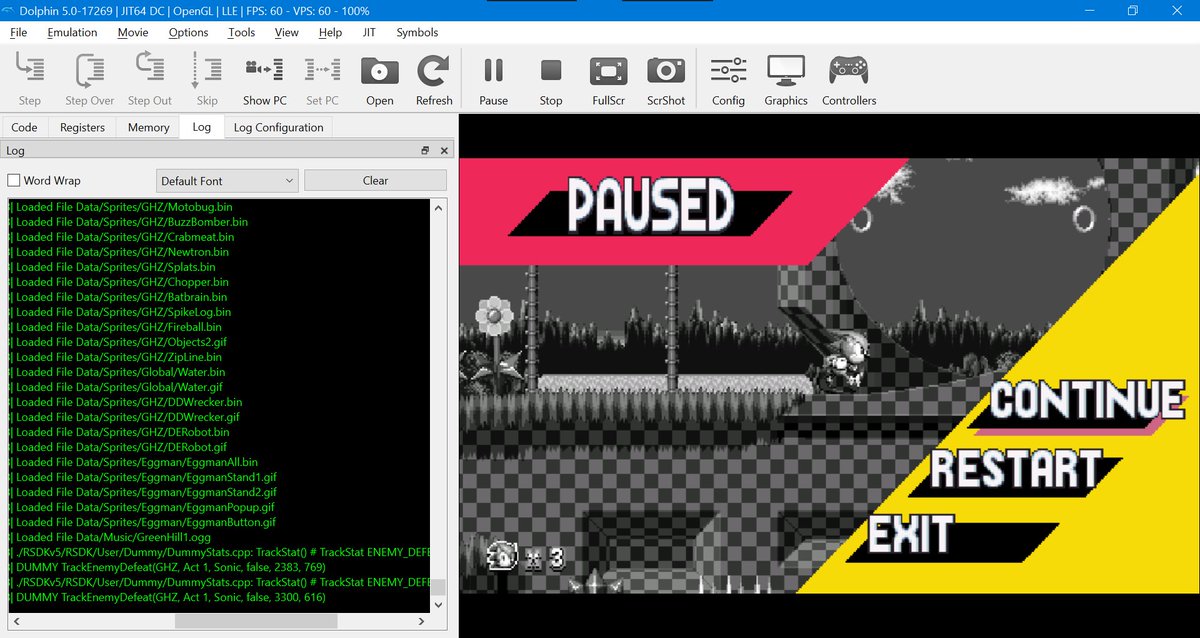 Dolphin 5.0-17269 | JIT64 DC | OpenGL | LLE | FPS: 60 - VPS: 60 - 100%
File Emulation Movie Options Tools View Help JIT Symbols
Step Step Over Step Out Skip Show PC Set PC Open Refresh Pause Stop FullScr ScrShot Config Graphics Controllers
Code Registers Memory Log Log Configuration
Log
Word Wrap Default Font Clear
| Loaded File Data/Sprites/GHZ/Motobug.bin
| Loaded File Data/Sprites/GHZ/BuzzBomber.bin
| Loaded File Data/Sprites/GHZ/Crabmeat.bin
| Loaded File Data/Sprites/GHZ/Newtron.bin
| Loaded File Data/Sprites/GHZ/Splats.bin
| Loaded File Data/Sprites/GHZ/Chopper.bin
| Loaded File Data/Sprites/GHZ/Batbrain.bin
| Loaded File Data/Sprites/GHZ/SpikeLog.bin
| Loaded File Data/Sprites/GHZ/Fireball.bin
| Loaded File Data/Sprites/GHZ/Objects2.gif
| Loaded File Data/Sprites/GHZ/ZipLine.bin
| Loaded File Data/Sprites/Global/Water.bin
| Loaded File Data/Sprites/Global/Water.gif
| Loaded File Data/Sprites/GHZ/DDWrecker.bin
| Loaded File Data/Sprites/GHZ/DDWrecker.gif
| Loaded File Data/Sprites/GHZ/DERobot.bin
| Loaded File Data/Sprites/GHZ/DERobot.gif
| Loaded File Data/Sprites/Eggman/EggmanAll.bin
| Loaded File Data/Sprites/Eggman/EggmanStand1.gif
| Loaded File Data/Sprites/Eggman/EggmanStand2.gif
| Loaded File Data/Sprites/Eggman/EggmanPopup.gif
| Loaded File Data/Sprites/Eggman/EggmanButton.gif
| Loaded File Data/Music/GreenHill1.ogg
| ./RSDKv5/RSDK/User/Dummy/DummyStats.cpp: TrackStat() # TrackStat ENEMY_DEFE
| DUMMY TrackEnemyDefeat(GHZ, Act 1, Sonic, false, 2383, 769)
| ./RSDKv5/RSDK/User/Dummy/DummyStats.cpp: TrackStat() # TrackStat ENEMY_DEFE
| DUMMY TrackEnemyDefeat(GHZ, Act 1, Sonic, false, 3300, 616)
PAUSED
CONTINUE
RESTART
EXIT
x 3